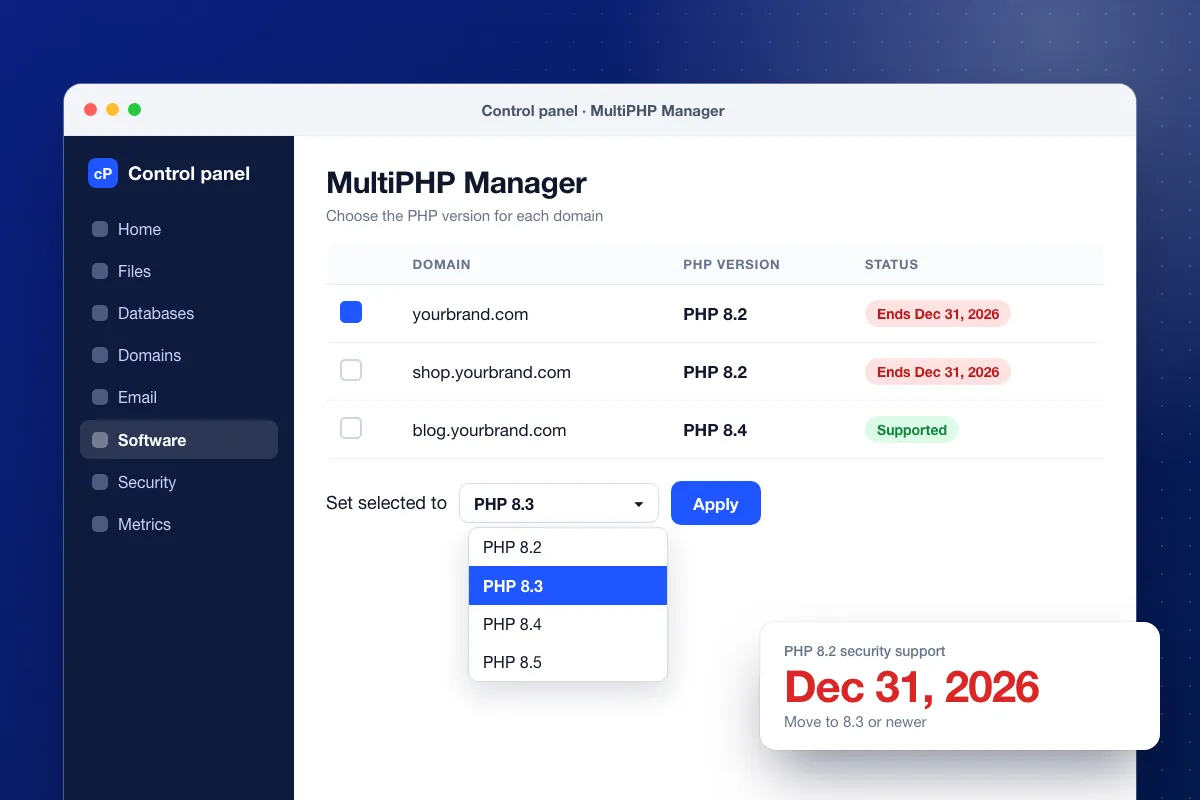 Control panel · MultiPHP Manager
cP Control panel
Home
Files
Databases
Domains
Email
Software
Security
Metrics
MultiPHP Manager
Choose the PHP version for each domain
DOMAIN PHP VERSION STATUS
yourbrand.com PHP 8.2 Ends Dec 31, 2026
shop.yourbrand.com PHP 8.2 Ends Dec 31, 2026
blog.yourbrand.com PHP 8.4 Supported
Set selected to PHP 8.3 Apply
PHP 8.2
PHP 8.3
PHP 8.4
PHP 8.5
PHP 8.2 security support
Dec 31, 2026
Move to 8.3 or newer